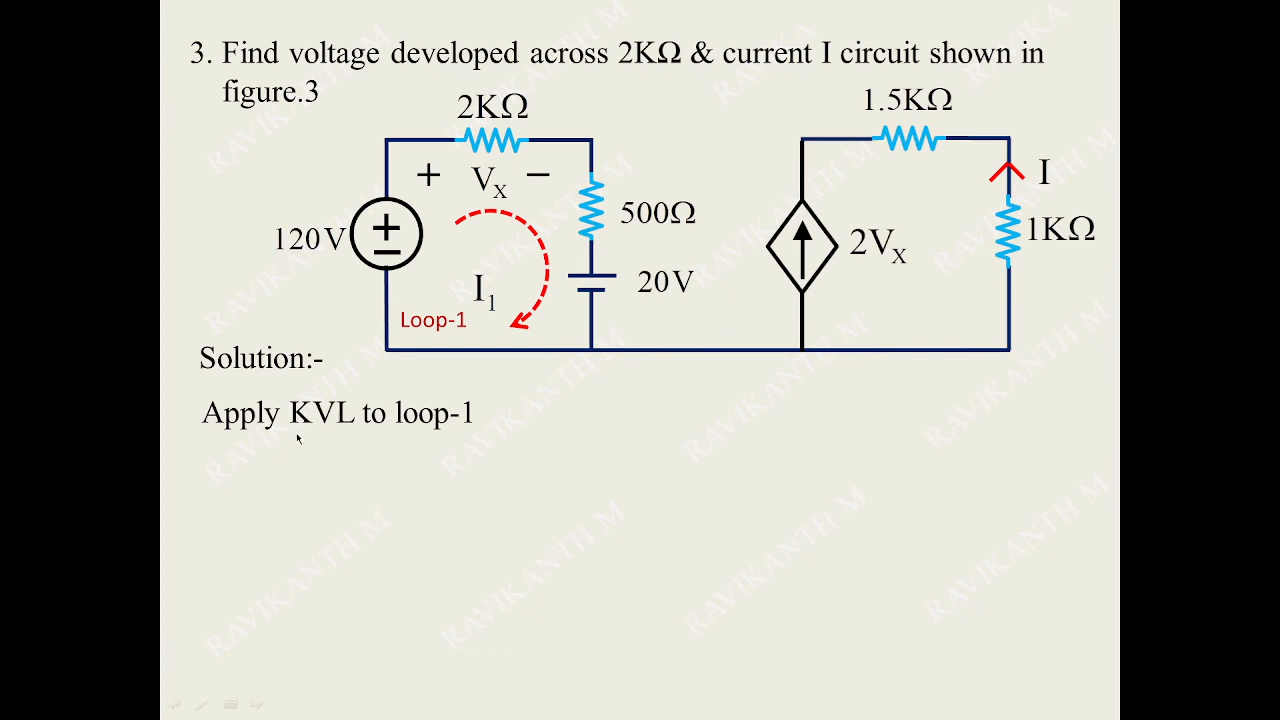 3. Find voltage developed across 2KΩ & current I circuit shown in
figure.3
2KΩ
1.5KΩ
+ VX −
I
500Ω
120V
2VX
1KΩ
I1
20V
Loop-1
Solution:-
Apply KVL to loop-1
RAVIKANTH M